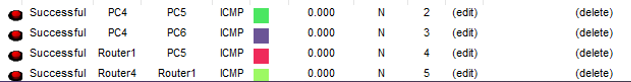 Successful PC4 PC5 ICMP 0.000 N 2 (edit) (delete)
Successful PC4 PC6 ICMP 0.000 N 3 (edit) (delete)
Successful Router1 PC5 ICMP 0.000 N 4 (edit) (delete)
Successful Router4 Router1 ICMP 0.000 N 5 (edit) (delete)